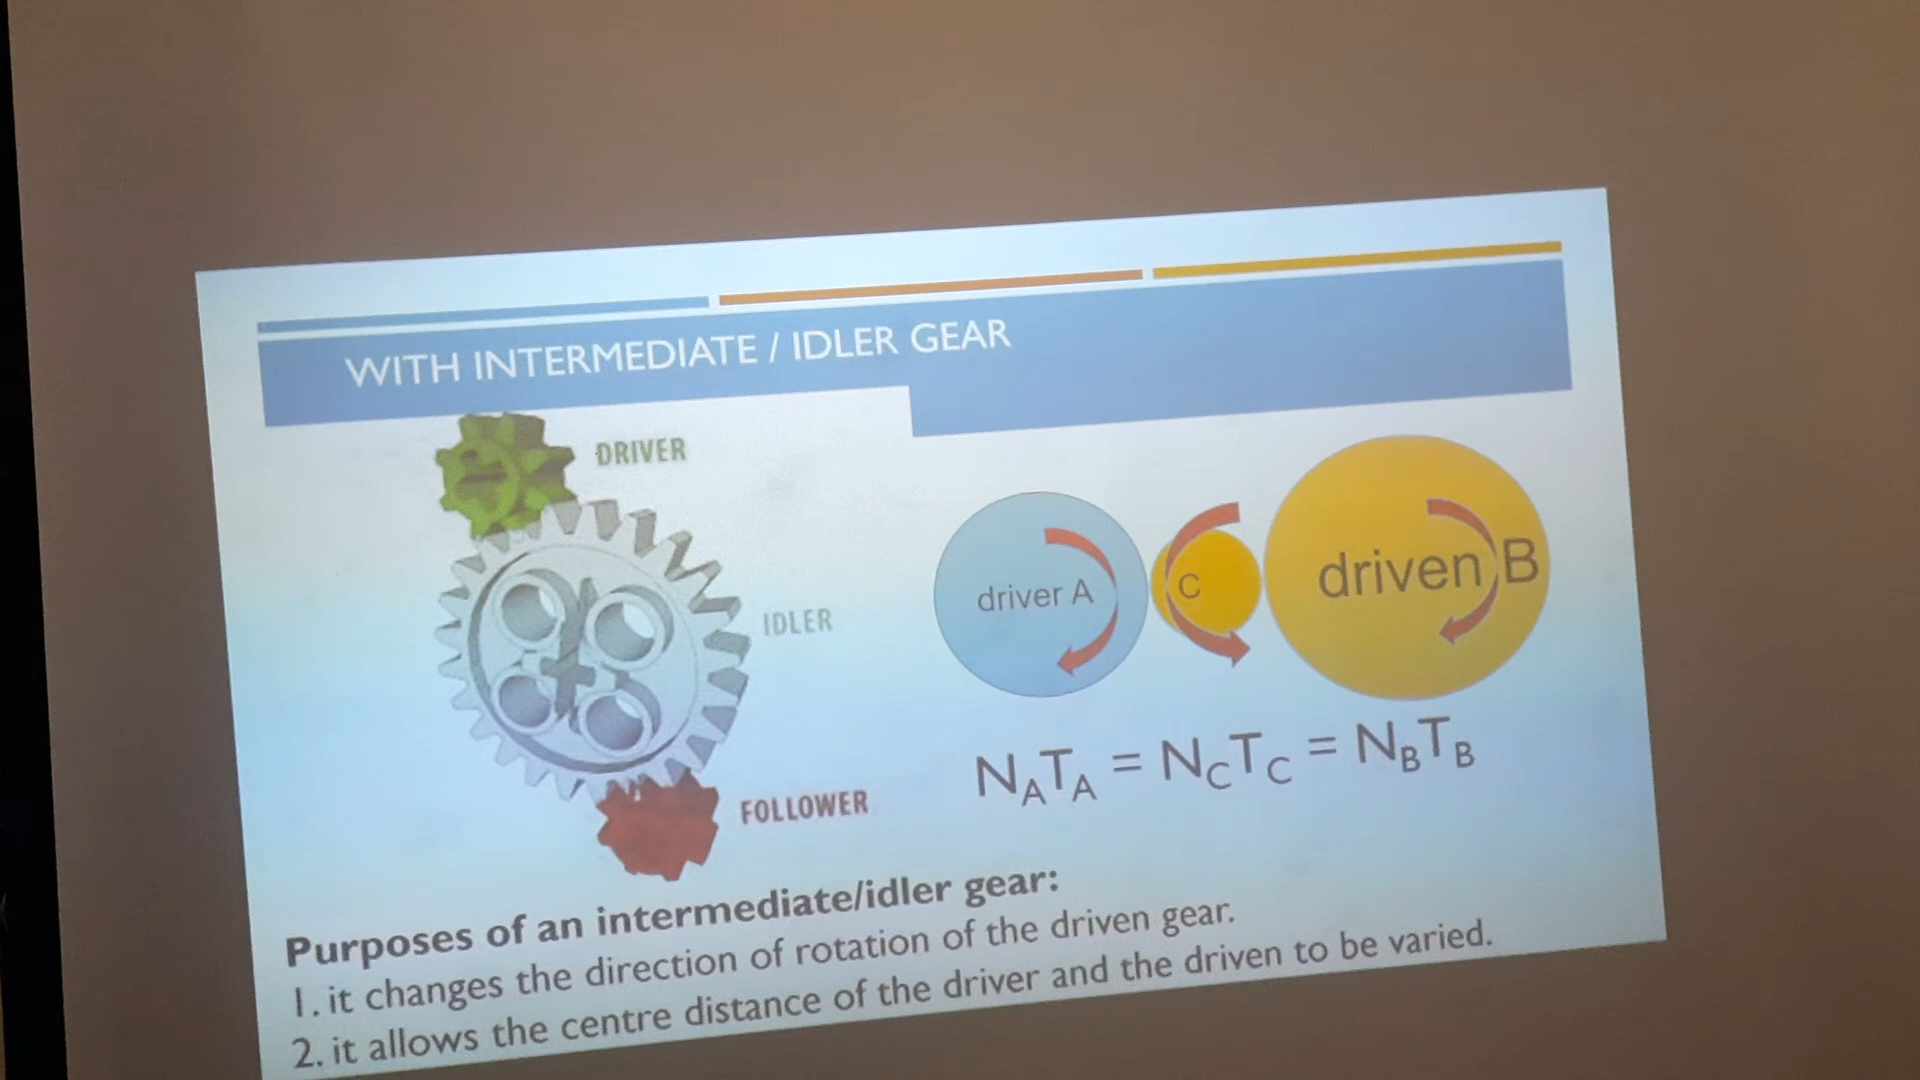 WITH INTERMEDIATE / IDLER GEAR
DRIVER
IDLER
FOLLOWER
driver A
C
driven B
NATA = NCTC = NBTB
Purposes of an intermediate/idler gear:
1. it changes the direction of rotation of the driven gear.
2. it allows the centre distance of the driver and the driven to be varied.